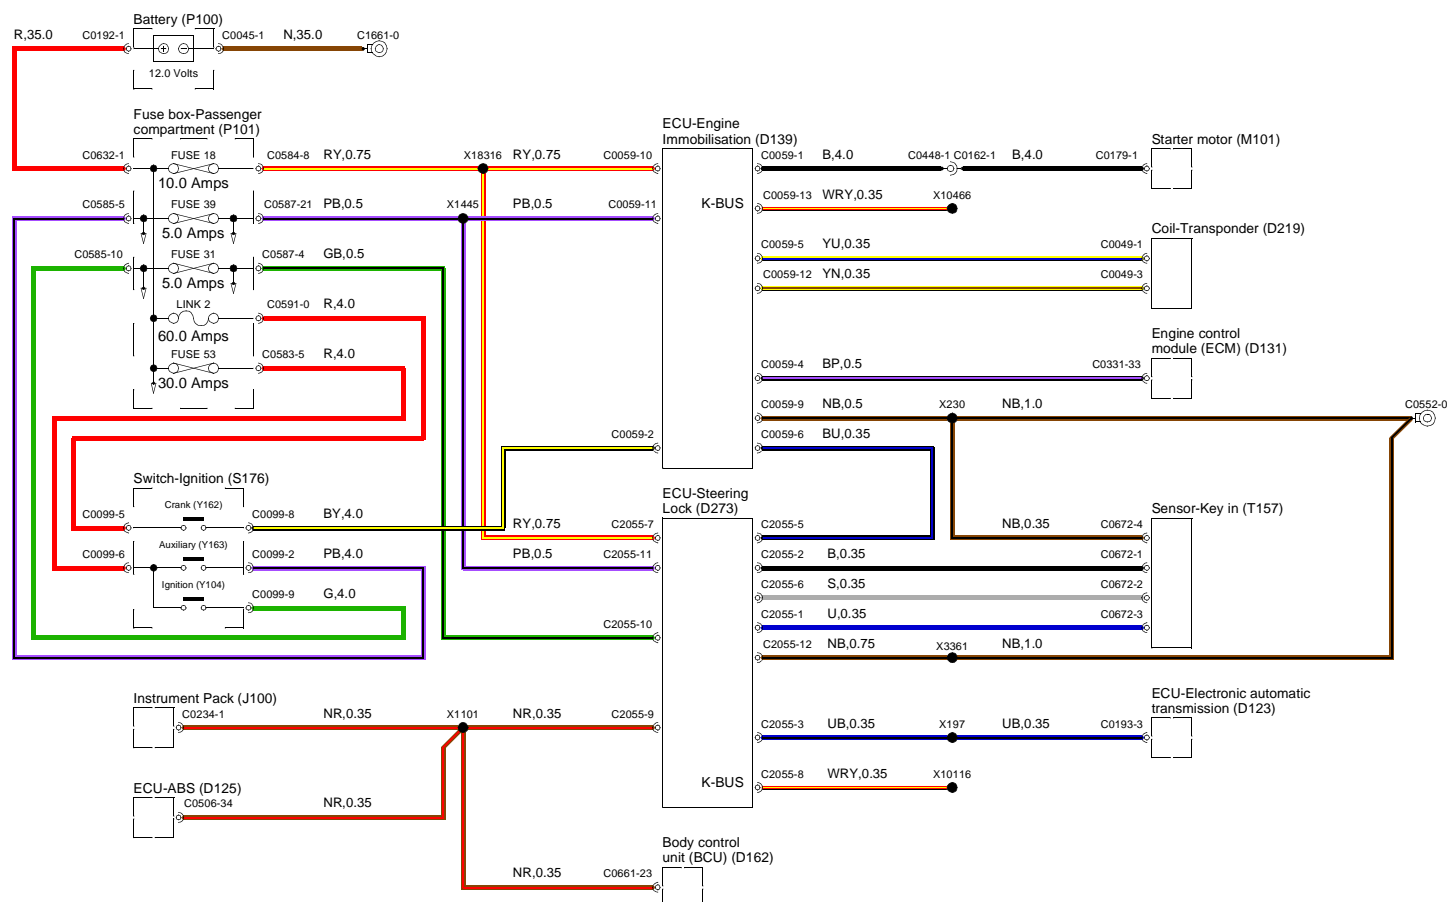 Battery (P100)
R,35.0
C0192-1
C0045-1
N,35.0
C1661-0
12.0 Volts
Fuse box-Passenger
compartment (P101)
C0632-1
FUSE 18
10.0 Amps
C0584-8
RY,0.75
X18316
RY,0.75
C0059-10
C0585-5
FUSE 39
5.0 Amps
C0587-21
PB,0.5
X1445
PB,0.5
C0059-11
C0585-10
FUSE 31
5.0 Amps
C0587-4
GB,0.5
LINK 2
60.0 Amps
C0591-0
R,4.0
FUSE 53
30.0 Amps
C0583-5
R,4.0
ECU-Engine
Immobilisation (D139)
K-BUS
C0059-1
B,4.0
C0448-1
C0162-1
B,4.0
C0179-1
Starter motor (M101)
C0059-13
WRY,0.35
X10466
Coil-Transponder (D219)
C0059-5
YU,0.35
C0049-1
C0059-12
YN,0.35
C0049-3
Engine control
module (ECM) (D131)
C0059-4
BP,0.5
C0331-33
C0059-9
NB,0.5
X230
NB,1.0
C0552-0
C0059-2
C0059-6
BU,0.35
Switch-Ignition (S176)
C0099-5
Crank (Y162)
C0099-8
BY,4.0
C0099-6
Auxiliary (Y163)
C0099-2
PB,4.0
Ignition (Y104)
C0099-9
G,4.0
ECU-Steering
Lock (D273)
RY,0.75
C2055-7
PB,0.5
C2055-11
C2055-10
C2055-5
Sensor-Key in (T157)
NB,0.35
C0672-4
C2055-2
B,0.35
C0672-1
C2055-6
S,0.35
C0672-2
C2055-1
U,0.35
C0672-3
C2055-12
NB,0.75
X3361
NB,1.0
Instrument Pack (J100)
C0234-1
NR,0.35
X1101
NR,0.35
C2055-9
ECU-Electronic automatic
transmission (D123)
C2055-3
UB,0.35
X197
UB,0.35
C0193-3
K-BUS
C2055-8
WRY,0.35
X10116
ECU-ABS (D125)
C0506-34
NR,0.35
Body control
unit (BCU) (D162)
NR,0.35
C0661-23